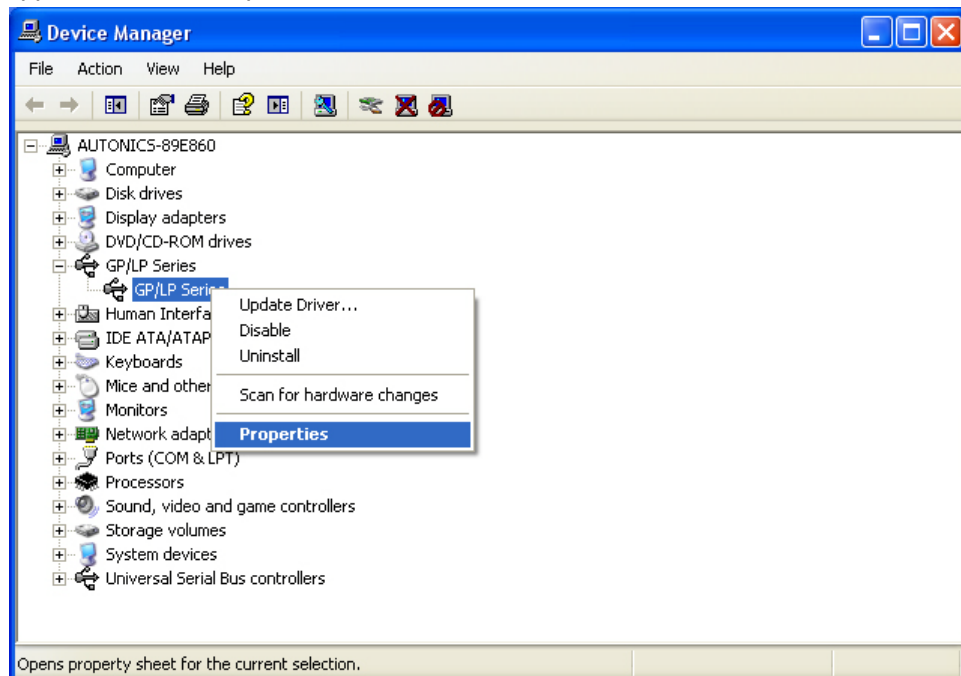 Device Manager
File Action View Help
AUTONICS-89E860
Computer
Disk drives
Display adapters
DVD/CD-ROM drives
GP/LP Series
GP/LP Series
Human Interfa
IDE ATA/ATAP
Keyboards
Mice and other
Monitors
Network adapt
Ports (COM & LPT)
Processors
Sound, video and game controllers
Storage volumes
System devices
Universal Serial Bus controllers
Update Driver...
Disable
Uninstall
Scan for hardware changes
Properties
Opens property sheet for the current selection.